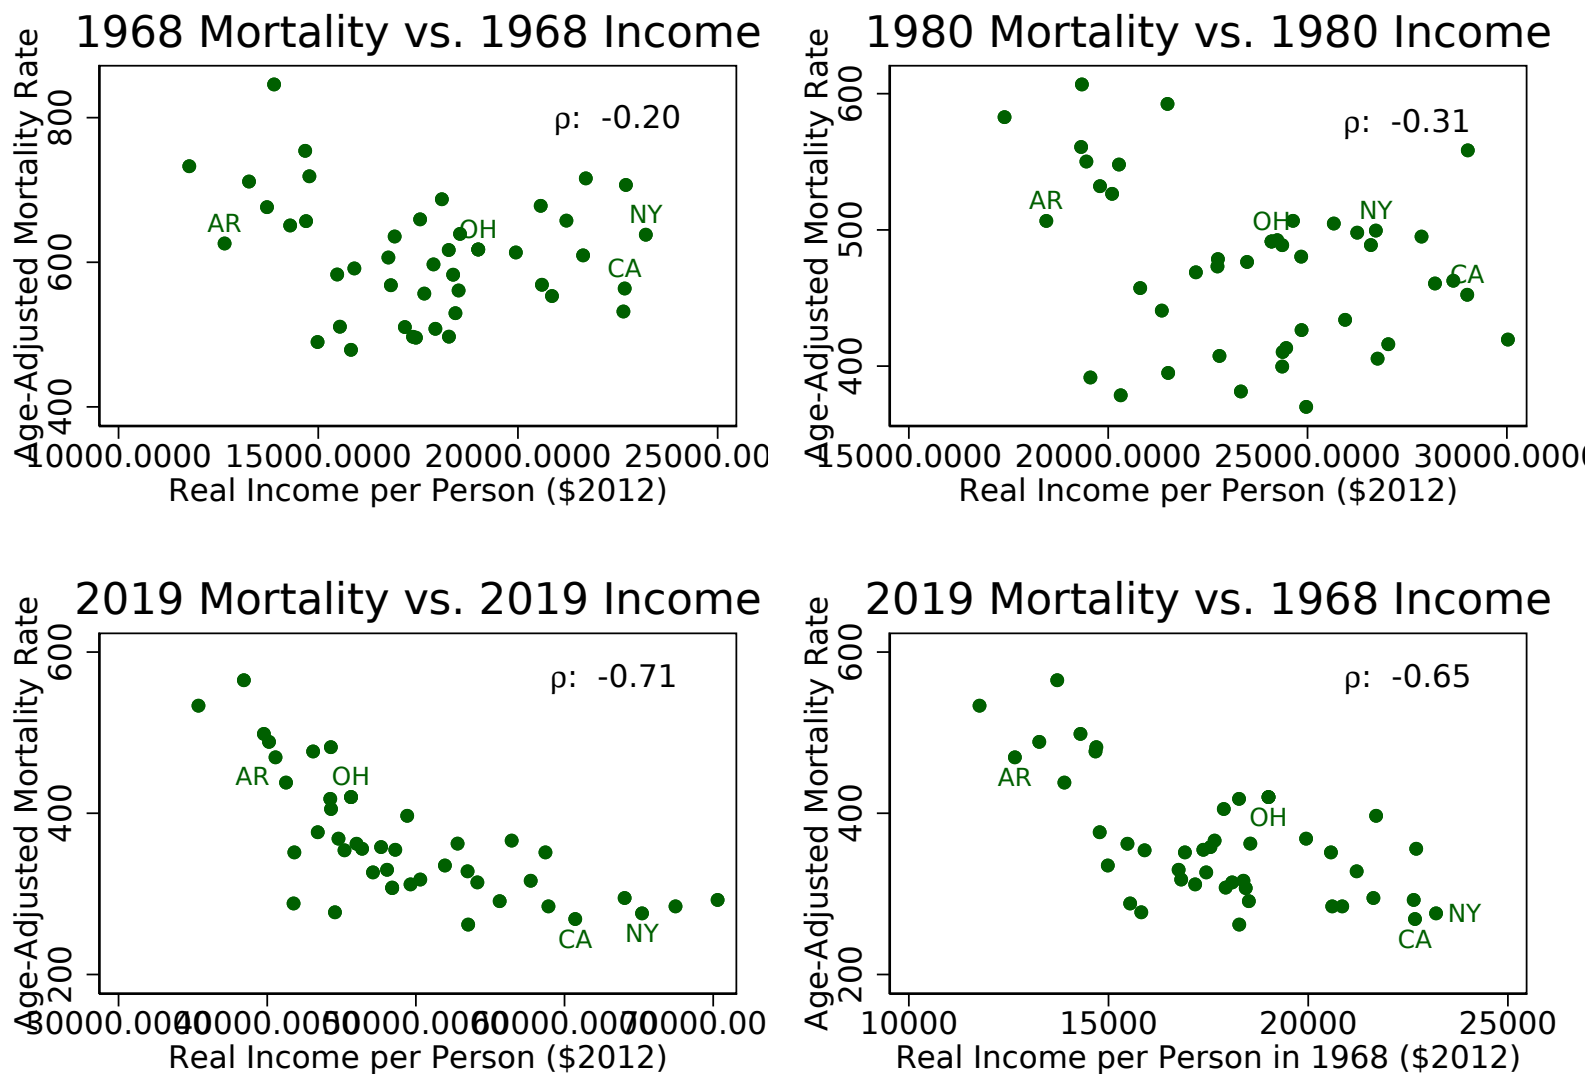 1968 Mortality vs. 1968 Income
Age-Adjusted Mortality Rate
800
600
400
ρ: -0.20
AR
OH
NY
CA
10000.0000 15000.0000 20000.0000 25000.0
Real Income per Person ($2012)
1980 Mortality vs. 1980 Income
Age-Adjusted Mortality Rate
600
500
400
ρ: -0.31
AR
OH
NY
CA
15000.0000 20000.0000 25000.0000 30000.000
Real Income per Person ($2012)
2019 Mortality vs. 2019 Income
Age-Adjusted Mortality Rate
600
400
200
ρ: -0.71
AR
OH
CA
NY
Real Income per Person ($2012)
2019 Mortality vs. 1968 Income
Age-Adjusted Mortality Rate
600
400
200
ρ: -0.65
AR
OH
NY
CA
10000 15000 20000 25000
Real Income per Person in 1968 ($2012)